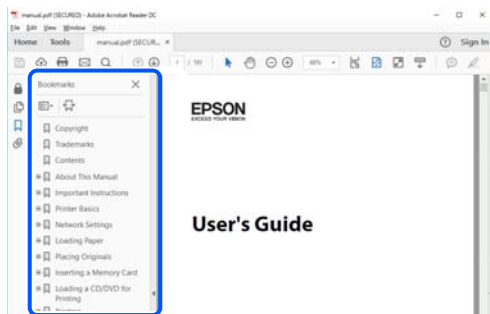 manual.pdf (SECURED) - Adobe Acrobat Reader DC
File Edit View Window Help
Home Tools manual.pdf (SECUR... × Sign In
1 / 191
Bookmarks
Copyright
Trademarks
Contents
About This Manual
Important Instructions
Printer Basics
Network Settings
Loading Paper
Placing Originals
Inserting a Memory Card
Loading a CD/DVD for
Printing
Printing
EPSON
EXCEED YOUR VISION
User's Guide